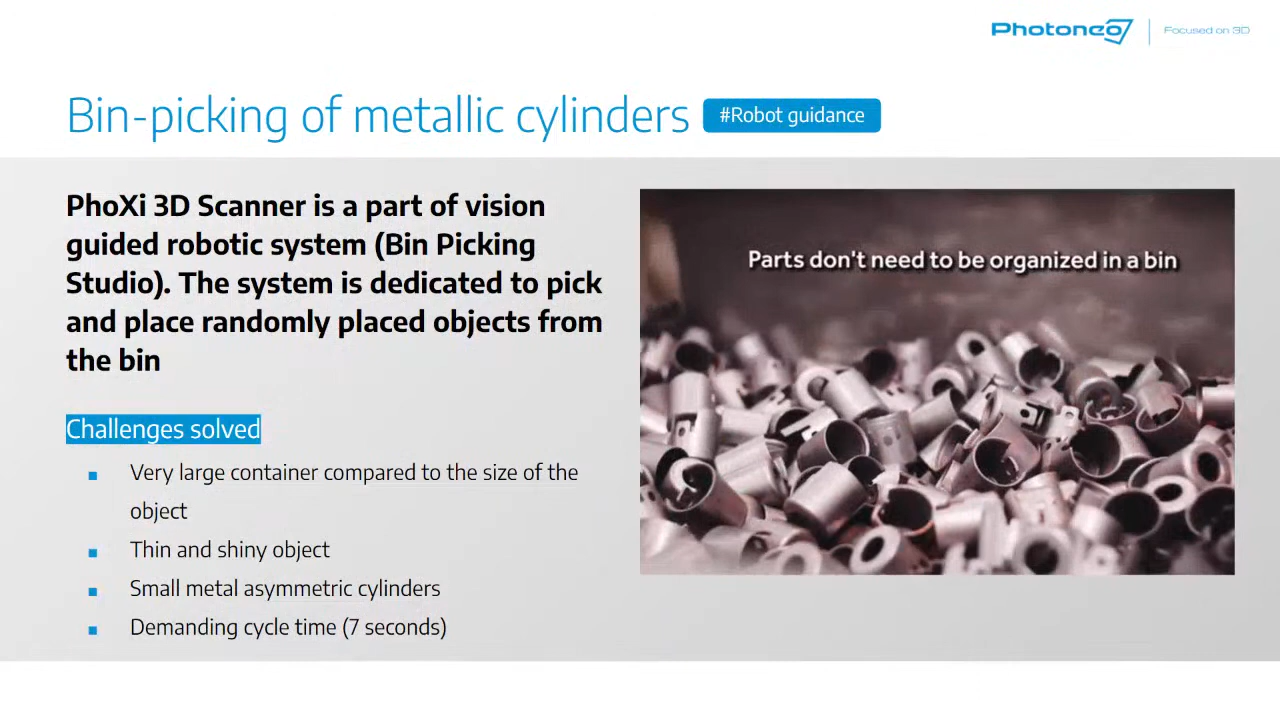 Photoneo
Focused on 3D
Bin-picking of metallic cylinders
#Robot guidance
PhoXi 3D Scanner is a part of vision
guided robotic system (Bin Picking
Studio). The system is dedicated to pick
and place randomly placed objects from
the bin
Challenges solved
▪ Very large container compared to the size of the
object
▪ Thin and shiny object
▪ Small metal asymmetric cylinders
▪ Demanding cycle time (7 seconds)
Parts don't need to be organized in a bin